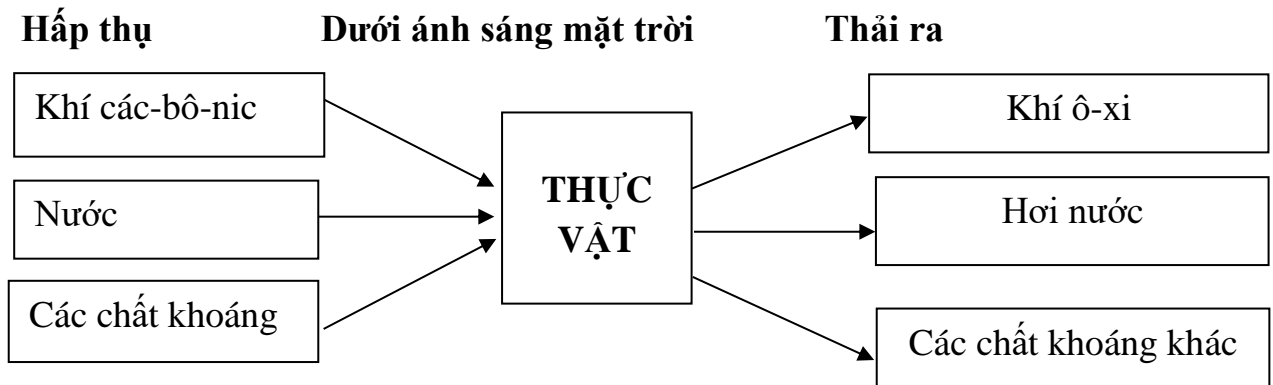 Hấp thụ Dưới ánh sáng mặt trời Thải ra
Khí các-bô-nic
Nước
Các chất khoáng
THỰC
VẬT
Khí ô-xi
Hơi nước
Các chất khoáng khác